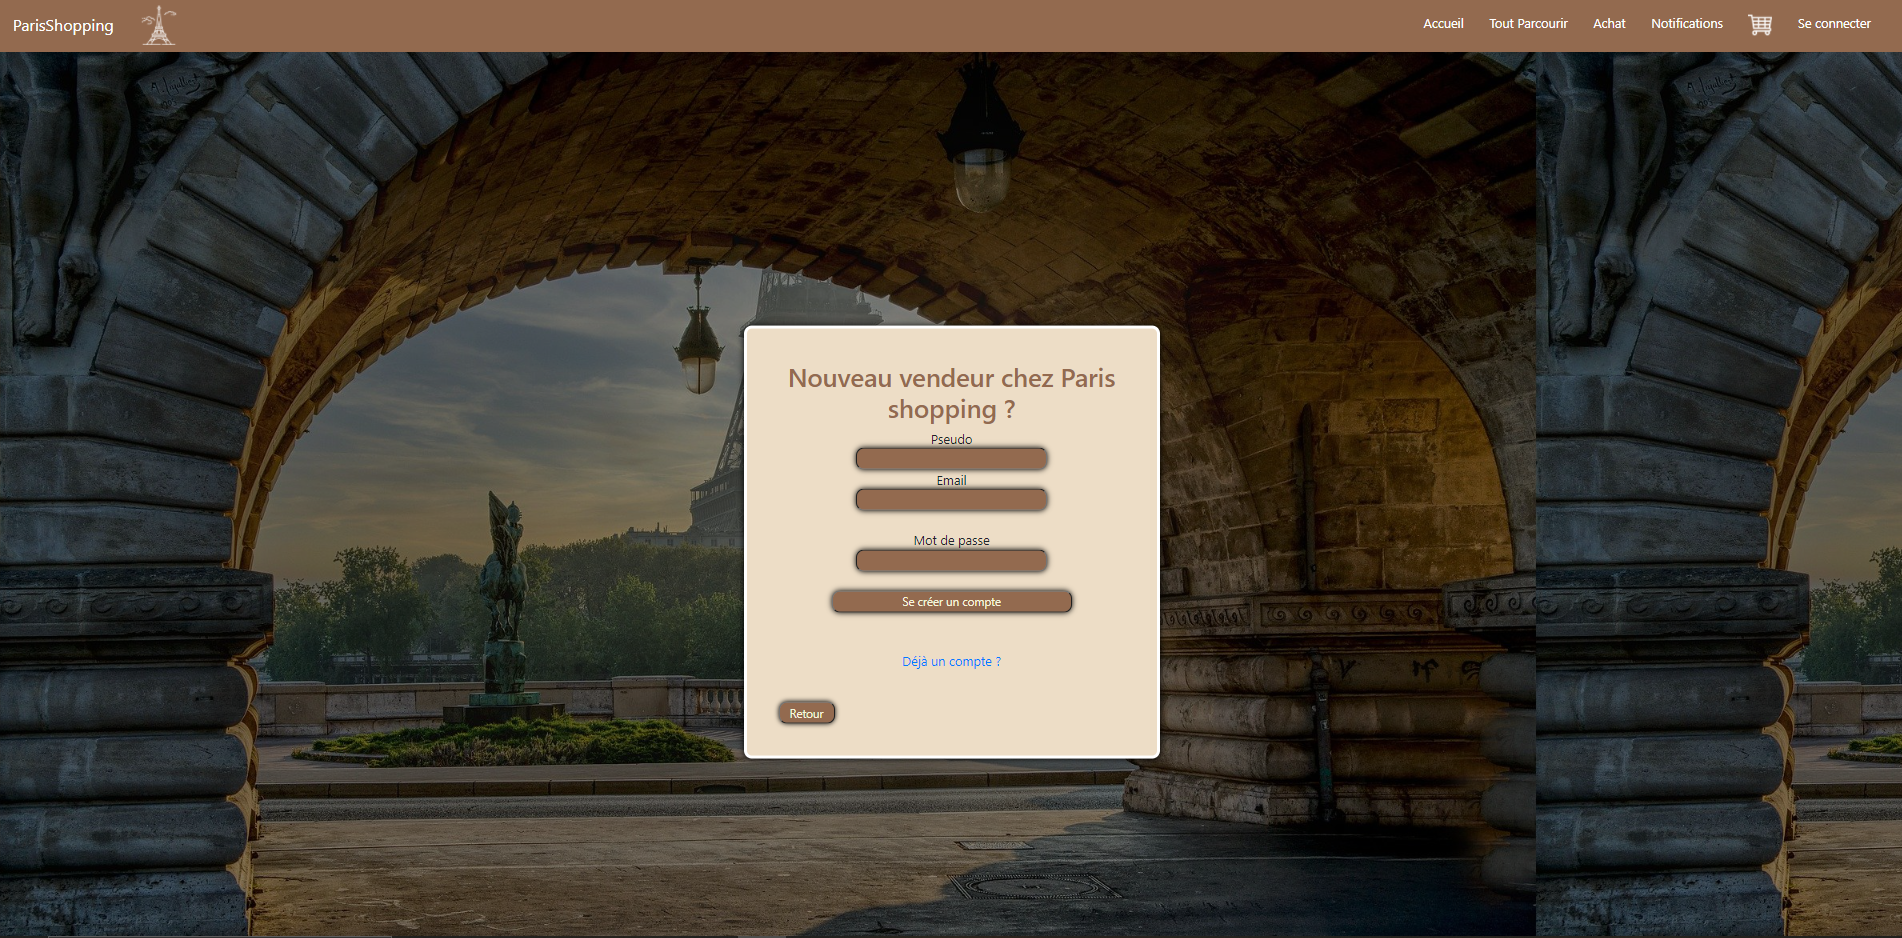 ParisShopping
Accueil Tout Parcourir Achat Notifications Se connecter
Nouveau vendeur chez Paris
shopping ?
Pseudo
Email
Mot de passe
Se créer un compte
Déjà un compte ?
Retour